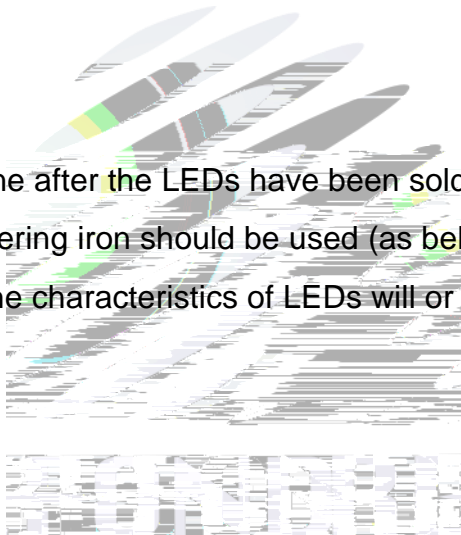 ne after the LEDs have been sold
ering iron should be used (as bel
ne characteristics of LEDs will or